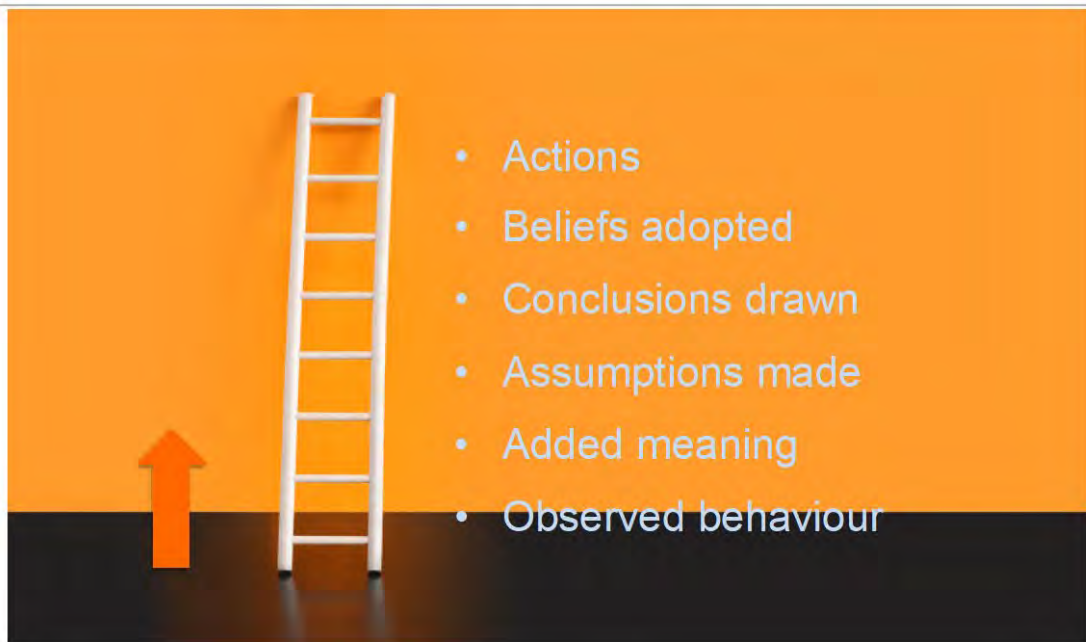 • Actions
• Beliefs adopted
• Conclusions drawn
• Assumptions made
• Added meaning
• Observed behaviour